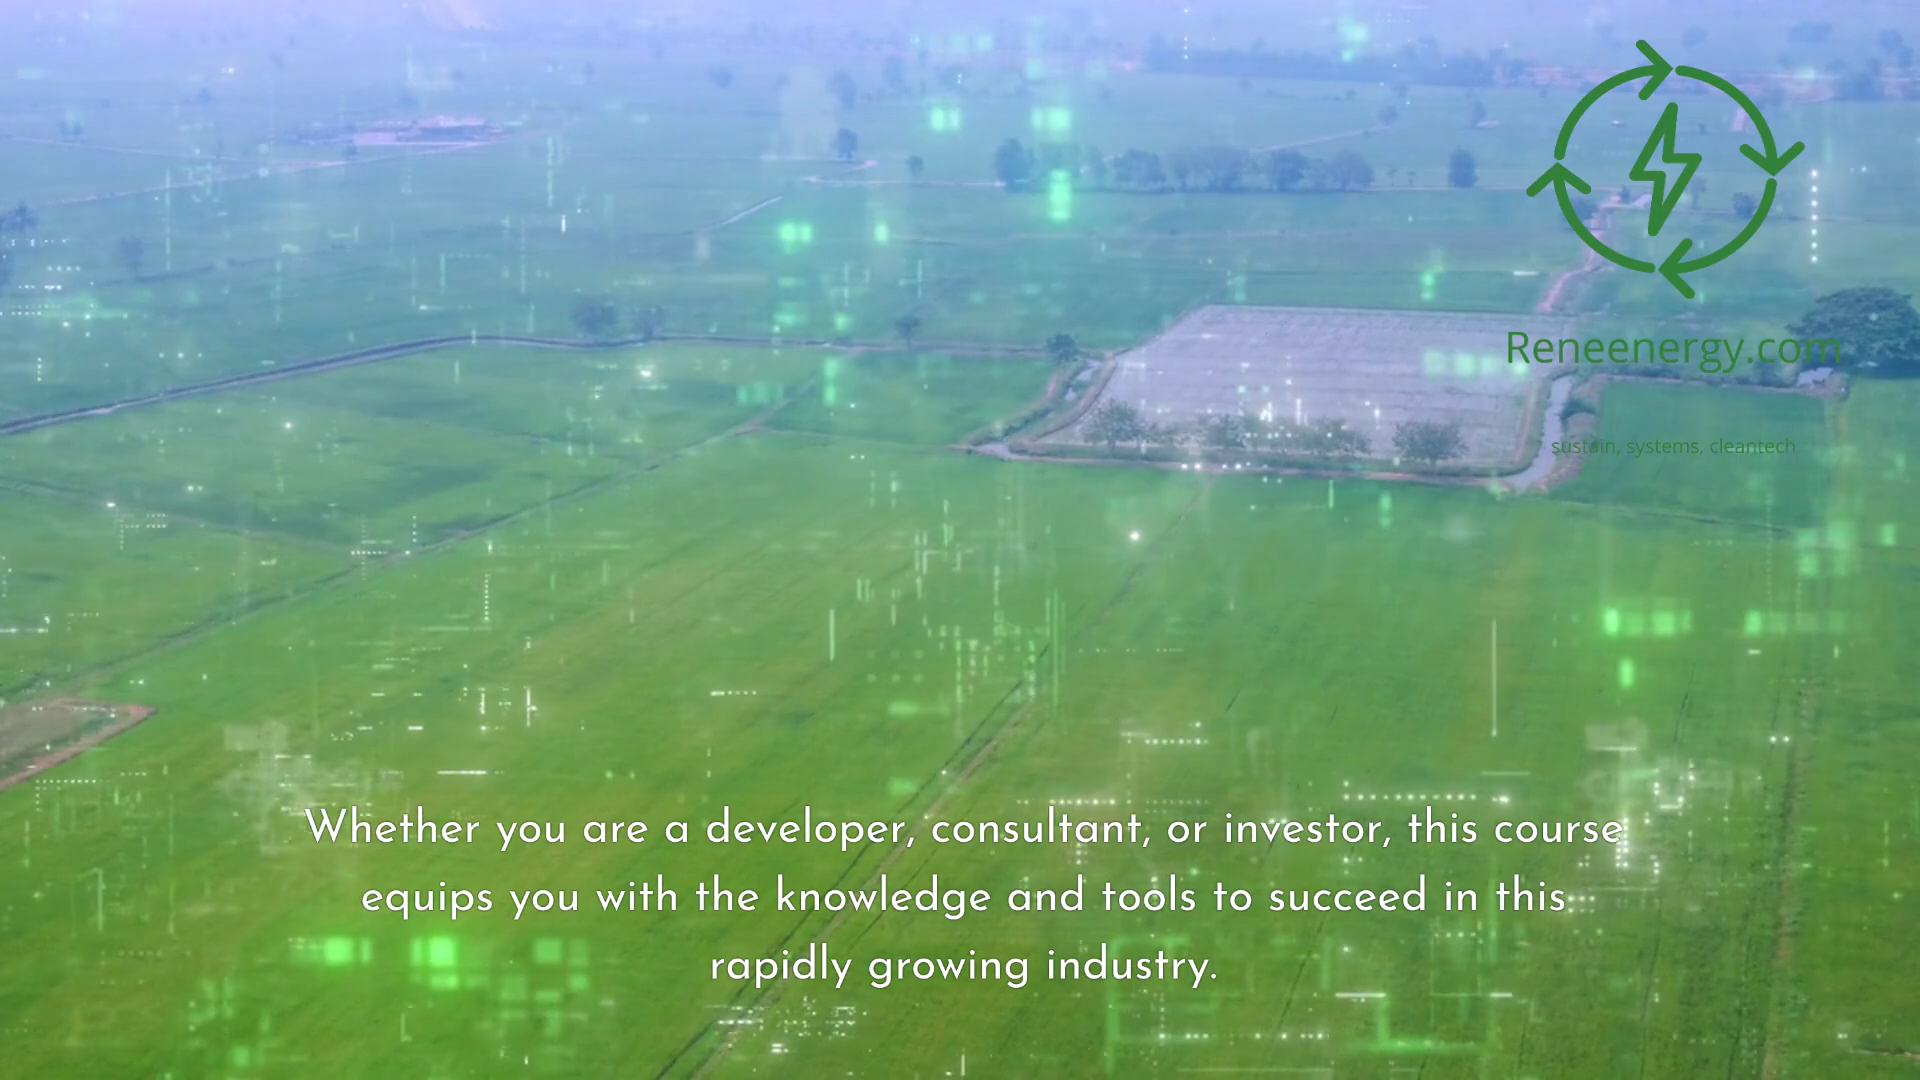 Reneenergy.com
sustain, systems, cleantech
Whether you are a developer, consultant, or investor, this course
equips you with the knowledge and tools to succeed in this
rapidly growing industry.